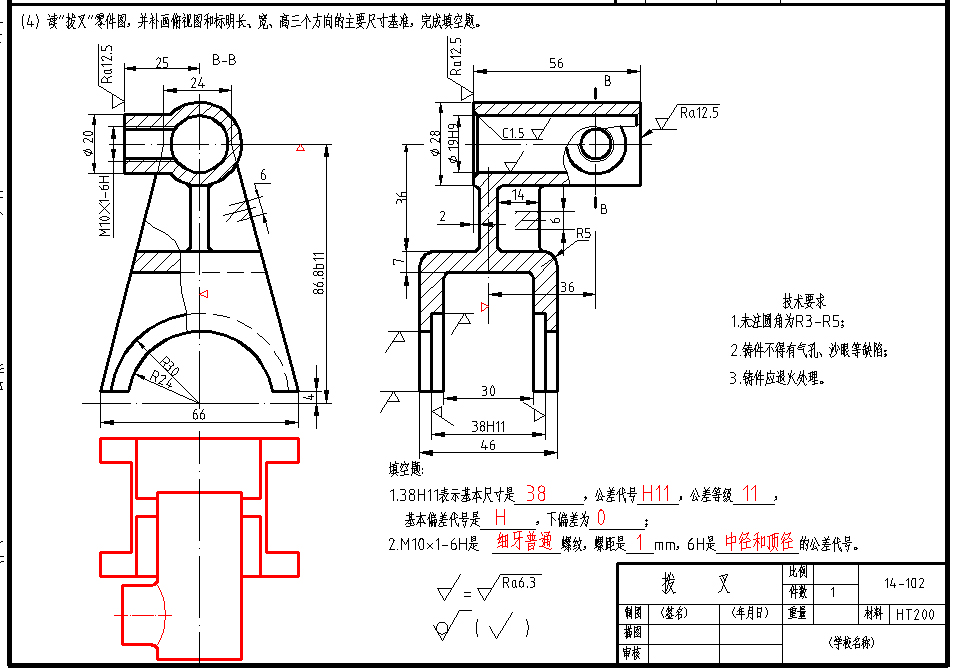 (4) 读“拨叉”零件图，并补画俯视图和标明长、宽、高三个方向的主要尺寸基准，完成填空题。
Ra12.5
25
B-B
24
φ20
M10×1-6H
6
86.8b11
R30
R24
4
66
Ra12.5
56
B
Ra12.5
C1.5
φ28
φ19H9
36
14
B
2
6
R5
7
36
30
38H11
46
技术要求
1.未注圆角为R3-R5；
2.铸件不得有气孔、沙眼等缺陷；
3.铸件应退火处理。
填空题：
1.38H11表示基本尺寸是 38 ，公差代号 H11 ，公差等级 11 ，
基本偏差代号是 H ，下偏差为 0 ；
2.M10×1-6H是 细牙普通 螺纹，螺距是 1 mm，6H是 中径和顶径 的公差代号。
= Ra6.3
( )
拨 叉
比例
14-102
件数 1
制图 (签名) (年月日) 重量 材料 HT200
描图
(学校名称)
审核